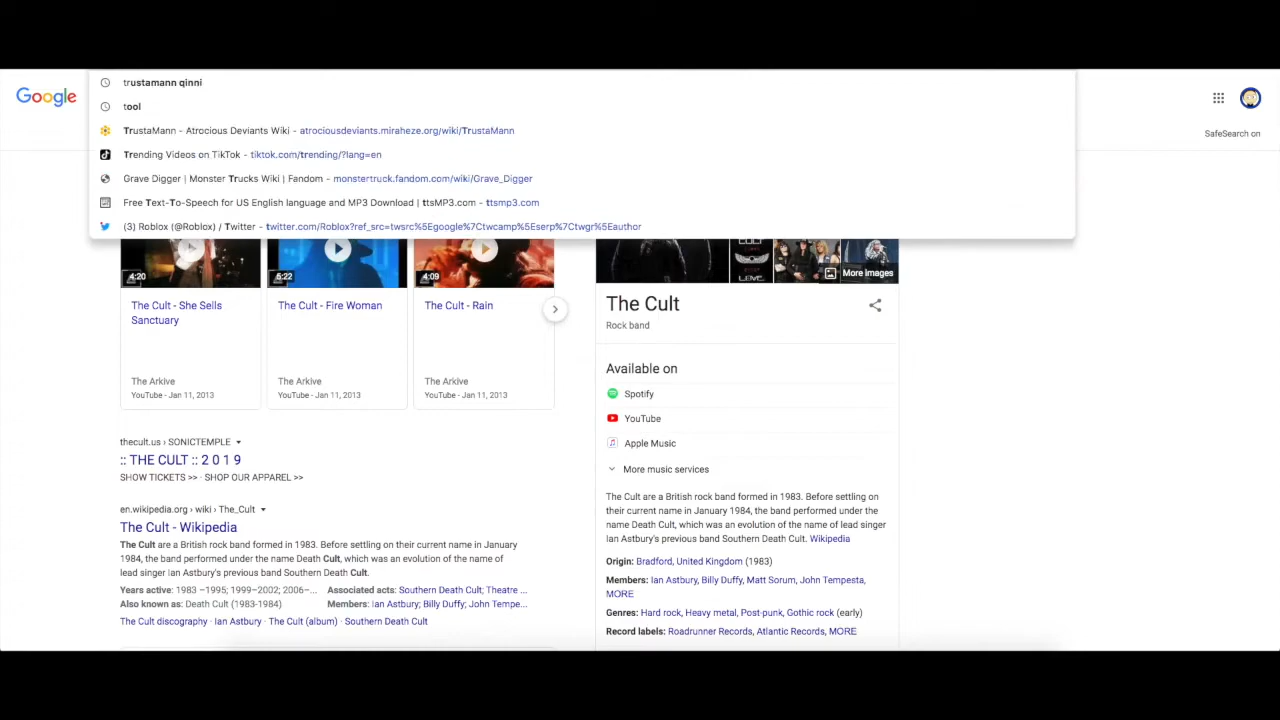 trustamann qinni
tool
TrustaMann - Atrocious Deviants Wiki - atrociousdeviants.miraheze.org/wiki/TrustaMann
Trending Videos on TikTok - tiktok.com/trending/?lang=en
Grave Digger | Monster Trucks Wiki | Fandom - monstertruck.fandom.com/wiki/Grave_Digger
Free Text-To-Speech for US English language and MP3 Download | ttsMP3.com - ttsmp3.com
(3) Roblox (@Roblox) / Twitter - twitter.com/Roblox?ref_src=twsrc%5Egoogle%7Ctwcamp%5Eserp%7Ctwgr%5Eauthor
Google
SafeSearch on
4:20
5:22
4:09
The Cult - She Sells
Sanctuary
The Cult - Fire Woman
The Cult - Rain
The Arkive
YouTube - Jan 11, 2013
The Arkive
YouTube - Jan 11, 2013
The Arkive
YouTube - Jan 11, 2013
thecult.us › SONICTEMPLE
:: THE CULT :: 2 0 1 9
SHOW TICKETS >> · SHOP OUR APPAREL >>
en.wikipedia.org › wiki › The_Cult
The Cult - Wikipedia
The Cult are a British rock band formed in 1983. Before settling on their current name in January
1984, the band performed under the name Death Cult, which was an evolution of the name of
lead singer Ian Astbury's previous band Southern Death Cult.
Years active: 1983 –1995; 1999–2002; 2006–... Associated acts: Southern Death Cult; Theatre ...
Also known as: Death Cult (1983-1984) Members: Ian Astbury; Billy Duffy; John Tempe...
The Cult discography · Ian Astbury · The Cult (album) · Southern Death Cult
More images
The Cult
Rock band
Available on
Spotify
YouTube
Apple Music
More music services
The Cult are a British rock band formed in 1983. Before settling on
their current name in January 1984, the band performed under the
name Death Cult, which was an evolution of the name of lead singer
Ian Astbury's previous band Southern Death Cult. Wikipedia
Origin: Bradford, United Kingdom (1983)
Members: Ian Astbury, Billy Duffy, Matt Sorum, John Tempesta,
MORE
Genres: Hard rock, Heavy metal, Post-punk, Gothic rock (early)
Record labels: Roadrunner Records, Atlantic Records, MORE